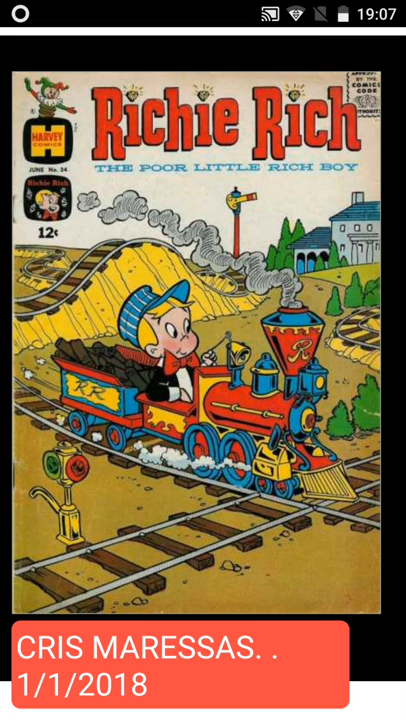 19:07
APPROVED
BY THE
COMICS
CODE
AUTHORITY
Richie Rich
HARVEY
COMICS
THE POOR LITTLE RICH BOY
JUNE No. 34
Richie Rich
12¢
R
RR
CRIS MARESSAS. .
1/1/2018